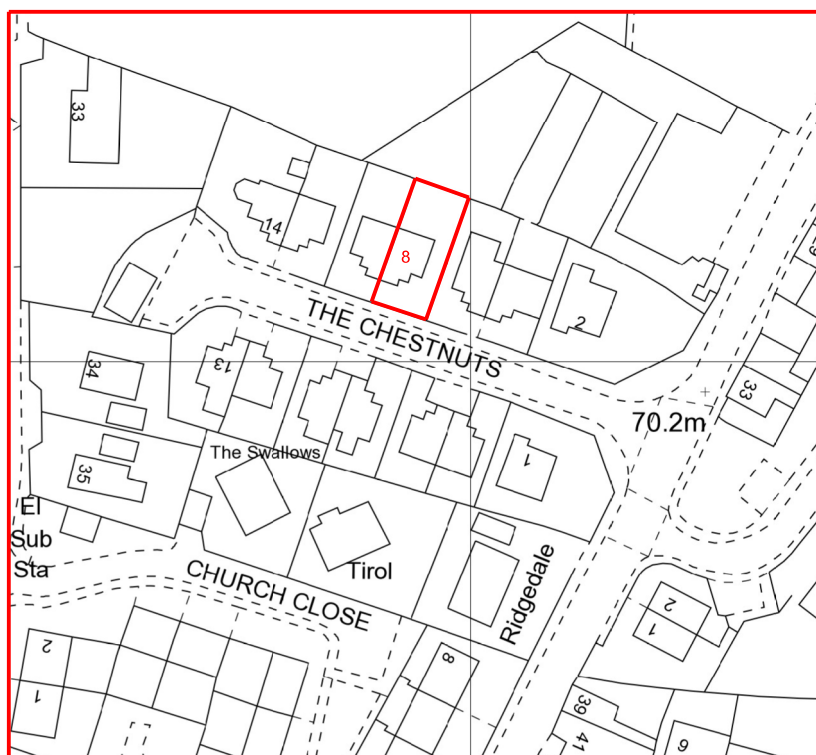 33
14
8
THE CHESTNUTS
2
13
34
33
70.2m
The Swallows
1
35
El
Sub
Sta
Tirol
CHURCH CLOSE
Ridgedale
2
1
2
1
8
39
41